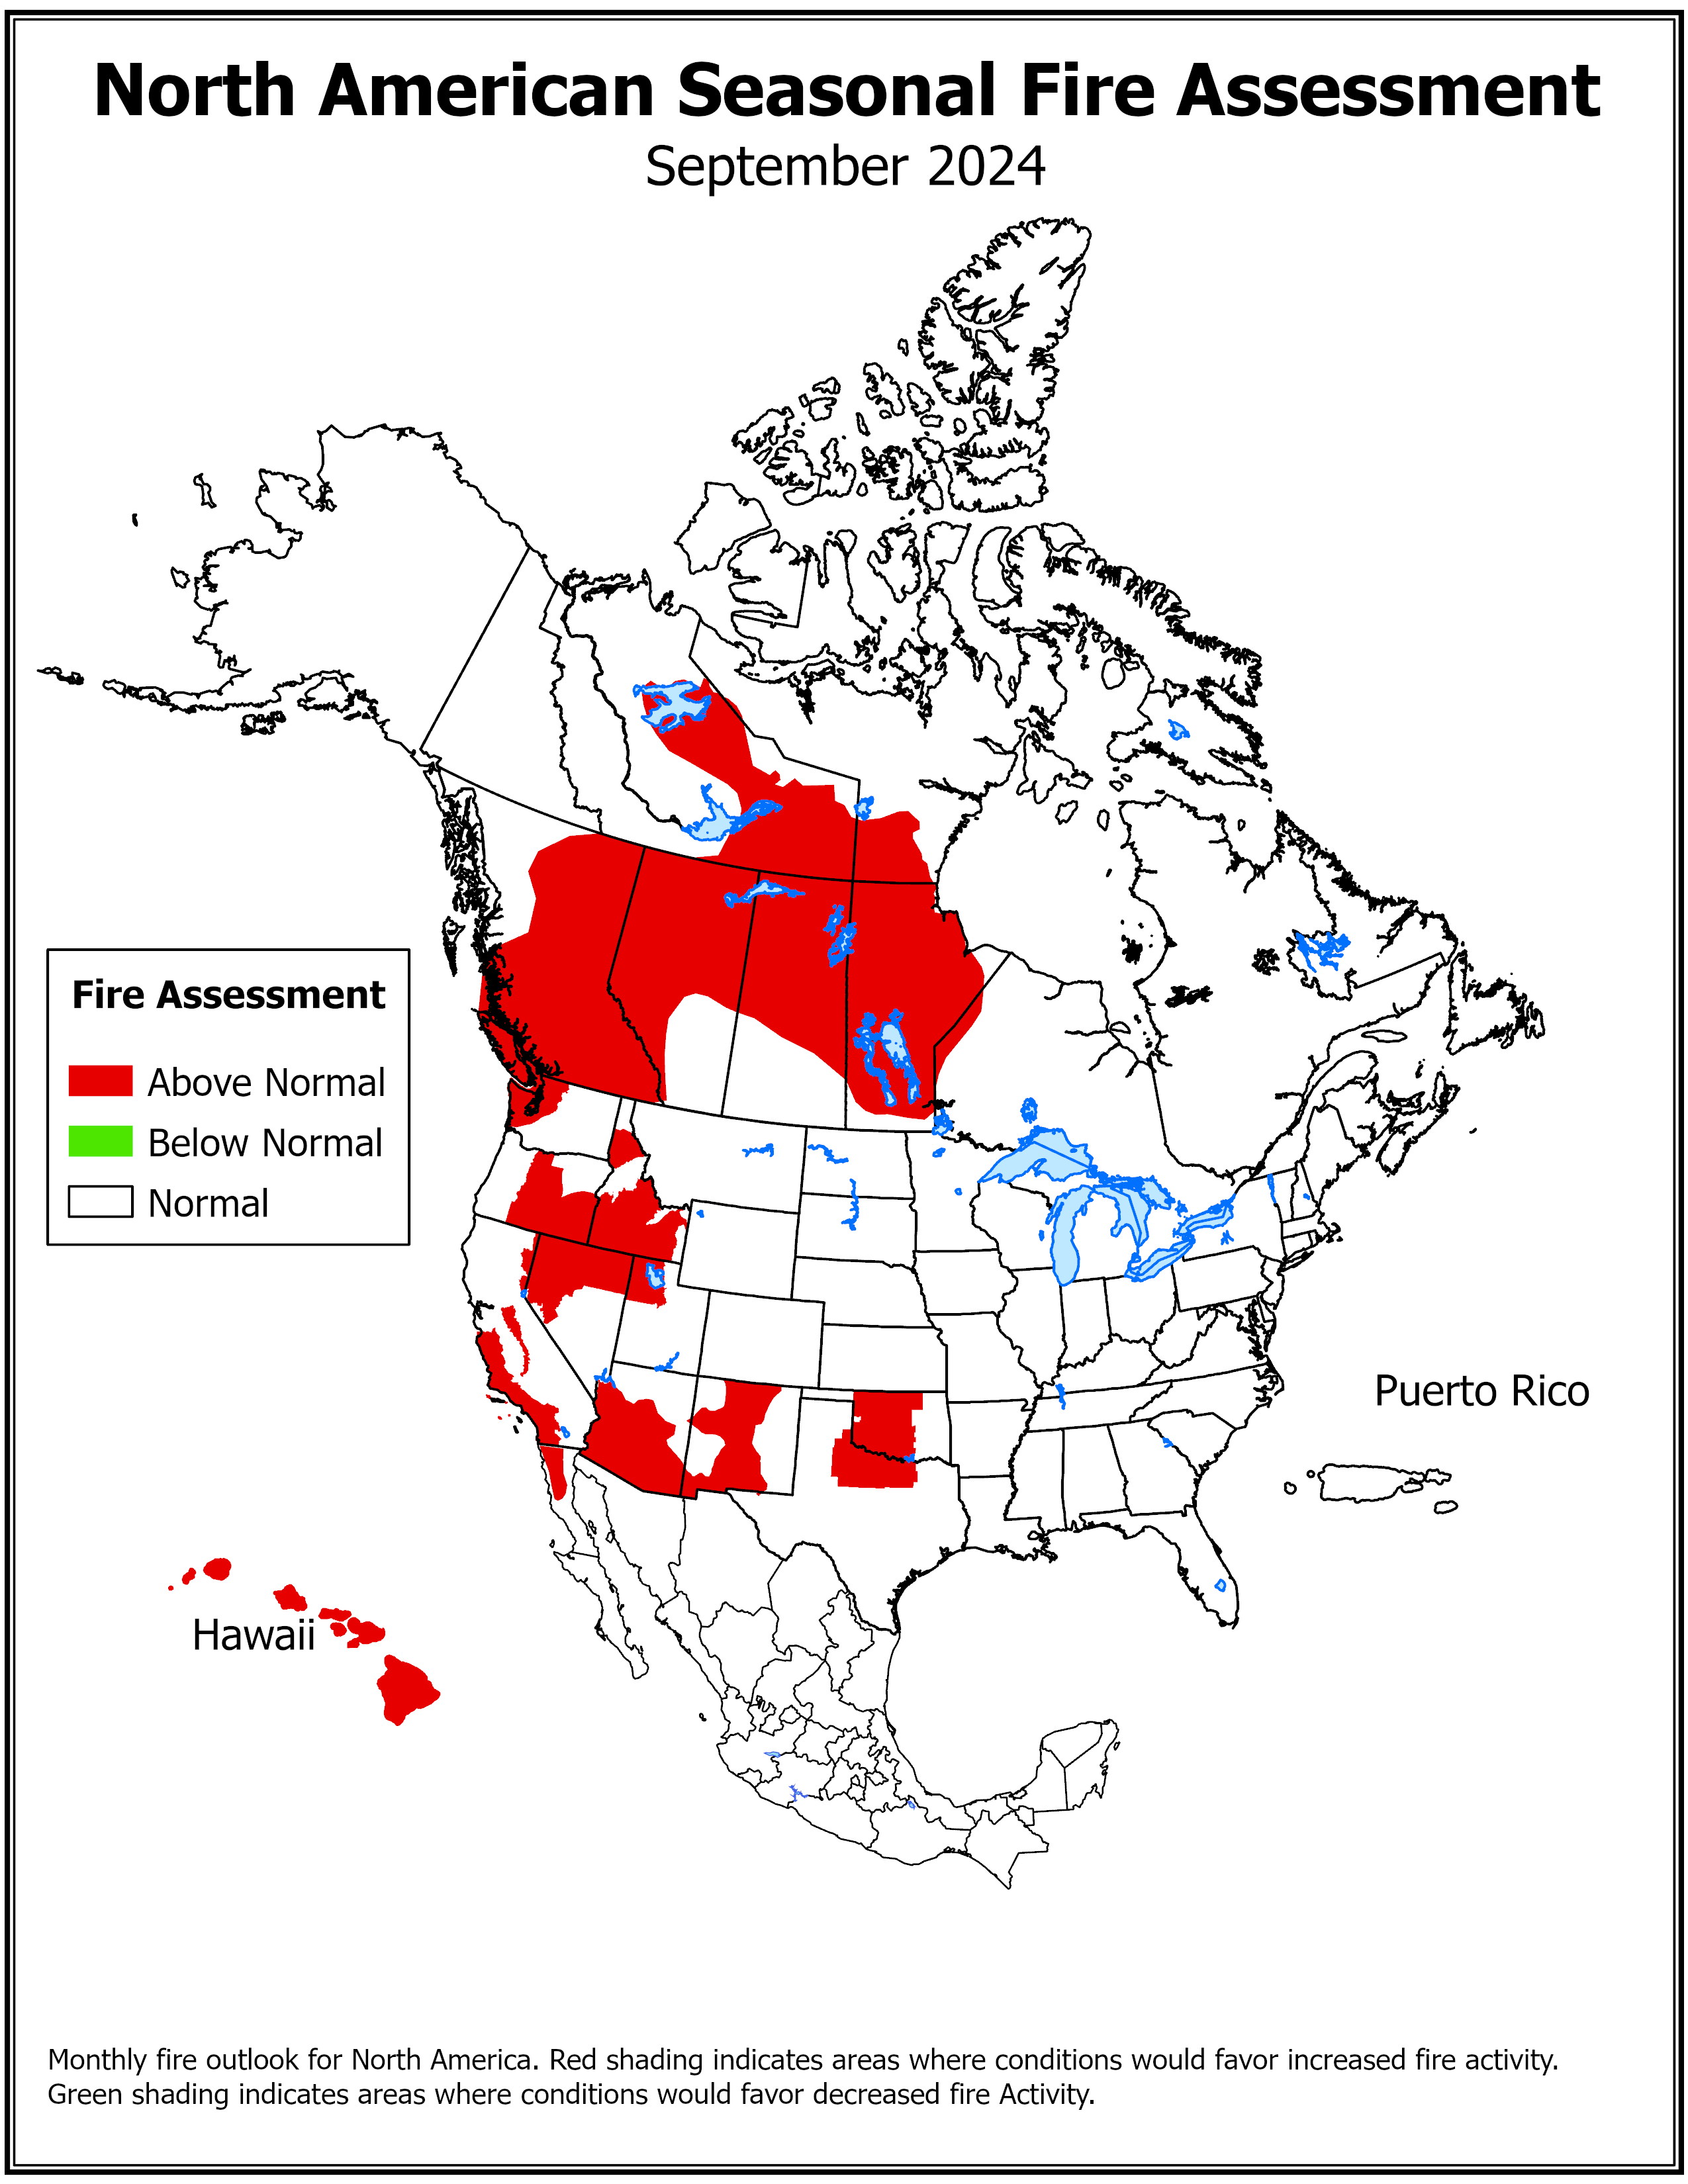 North American Seasonal Fire Assessment
September 2024
Fire Assessment
Above Normal
Below Normal
Normal
Puerto Rico
Hawaii
Monthly fire outlook for North America. Red shading indicates areas where conditions would favor increased fire activity.
Green shading indicates areas where conditions would favor decreased fire Activity.